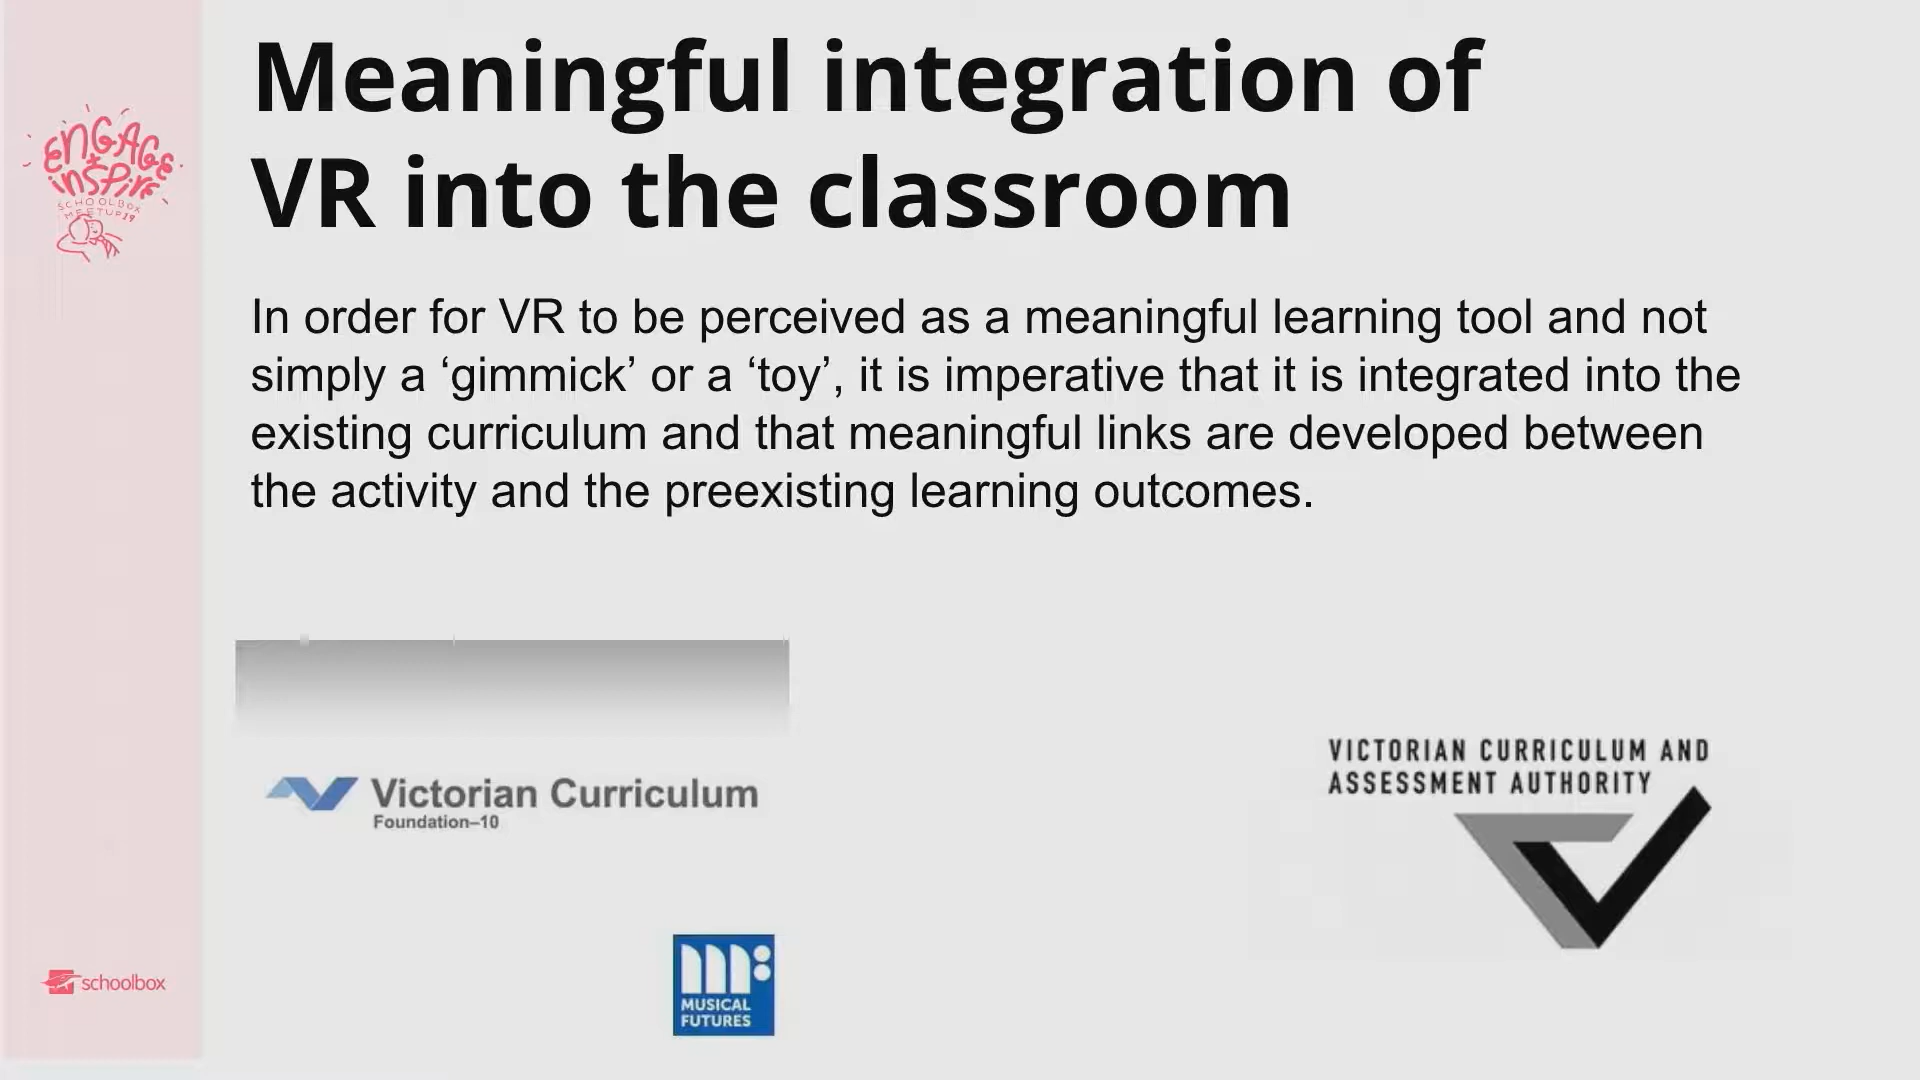 Meaningful integration of
VR into the classroom
ENGAGE
+
inSPirE
SCHOOLBOX
MEETUP19
In order for VR to be perceived as a meaningful learning tool and not
simply a ‘gimmick’ or a ‘toy’, it is imperative that it is integrated into the
existing curriculum and that meaningful links are developed between
the activity and the preexisting learning outcomes.
Victorian Curriculum
Foundation–10
VICTORIAN CURRICULUM AND
ASSESSMENT AUTHORITY
schoolbox
MUSICAL
FUTURES